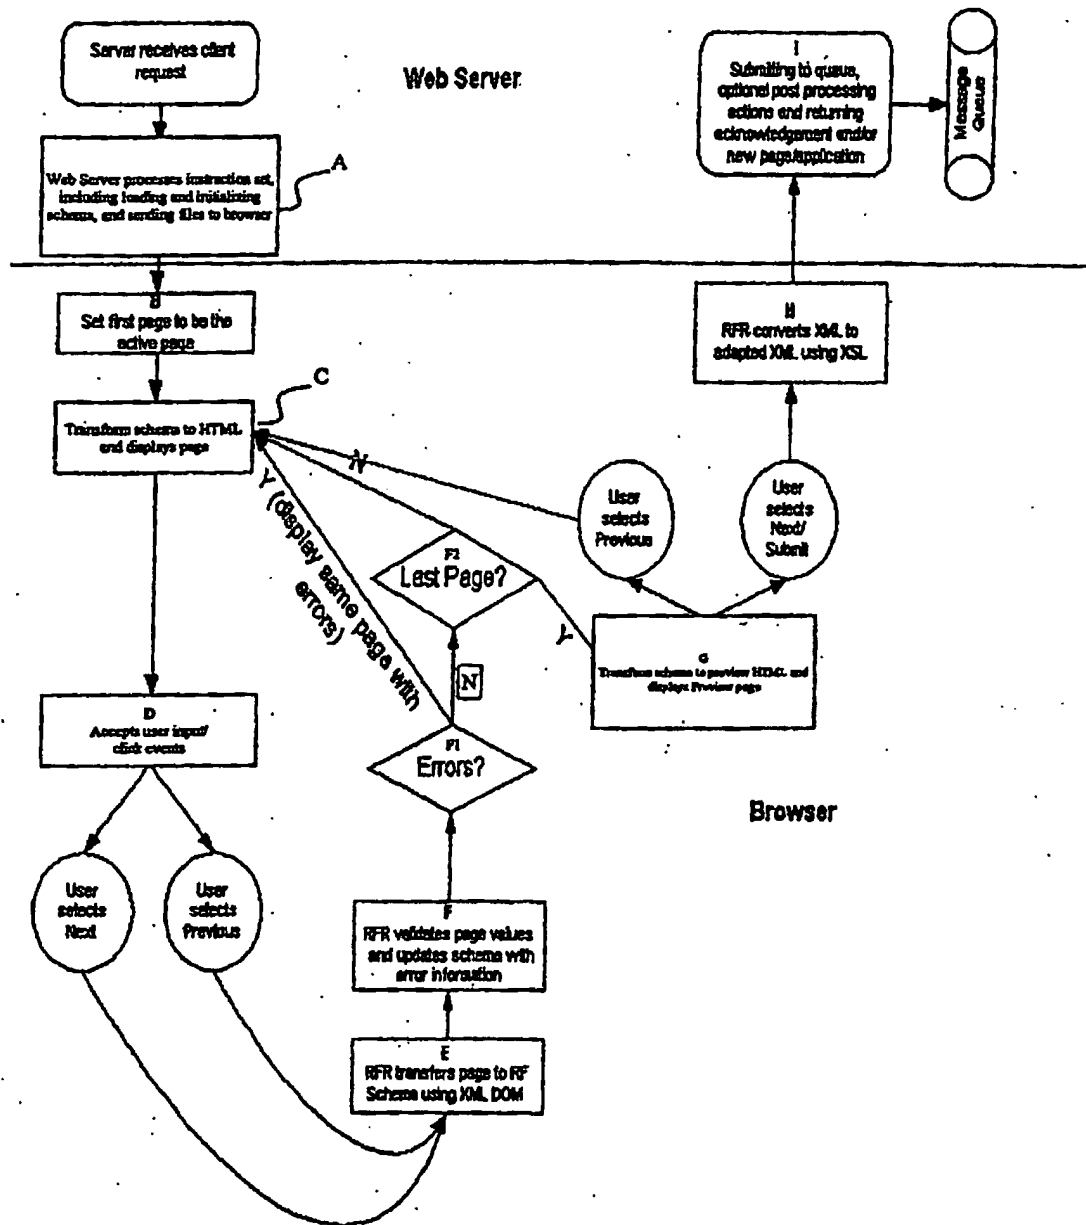 Server receives client
request
Web Server
I
Submitting to queue,
optional post processing
actions and returning
acknowledgement and/or
new page/application
Message
Queue
A
Web Server processes instruction set,
including loading and initializing
schema, and sending files to browser
B
Set first page to be the
active page
C
Transform schema to HTML
and displays page
H
RFR converts XML to
adapted XML using XSL
N
User
selects
Previous
User
selects
Next/
Submit
Y (display same page with
errors)
F2
Last Page?
Y
G
Transform schema to preview HTML and
displays Preview page
N
D
Accepts user input/
click events
F1
Errors?
Browser
User
selects
Next
User
selects
Previous
F
RFR validates page values
and updates schema with
error information
E
RFR transfers page to RF
Schema using XML DOM